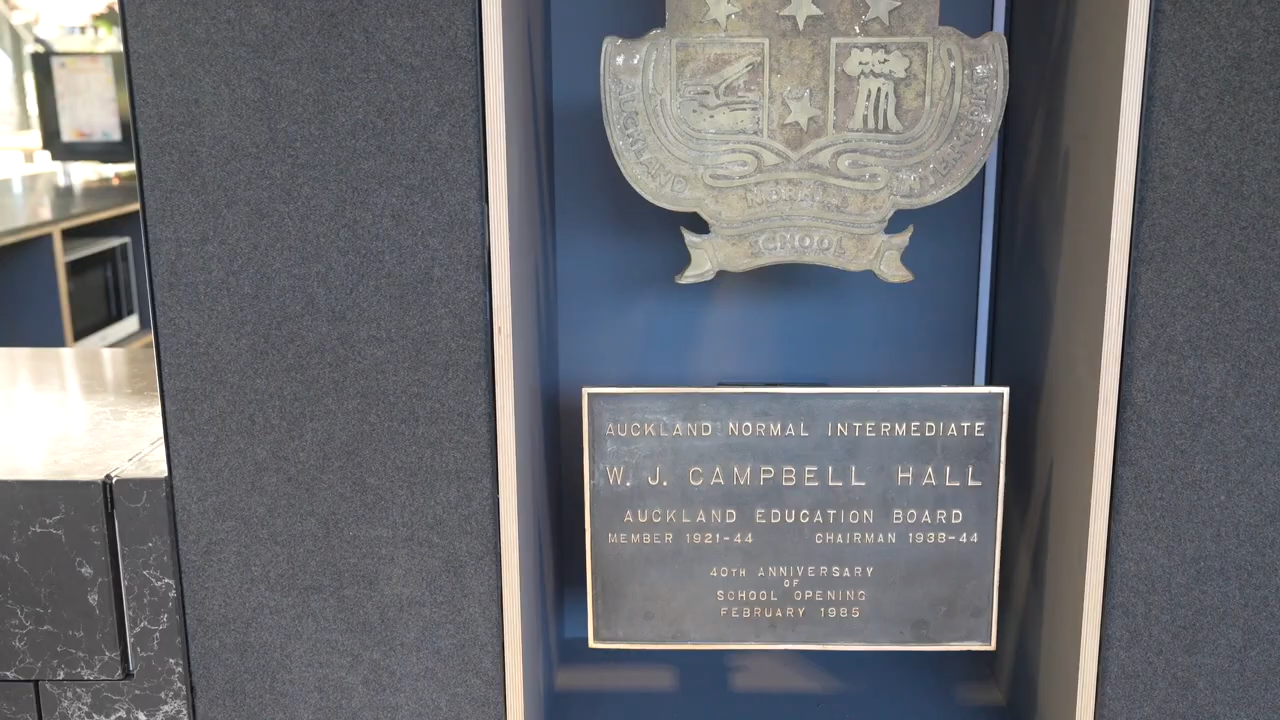 AUCKLAND NORMAL INTERMEDIATE
SCHOOL
AUCKLAND NORMAL INTERMEDIATE
W. J. CAMPBELL HALL
AUCKLAND EDUCATION BOARD
MEMBER 1921-44 CHAIRMAN 1938-44
40TH ANNIVERSARY
OF
SCHOOL OPENING
FEBRUARY 1985